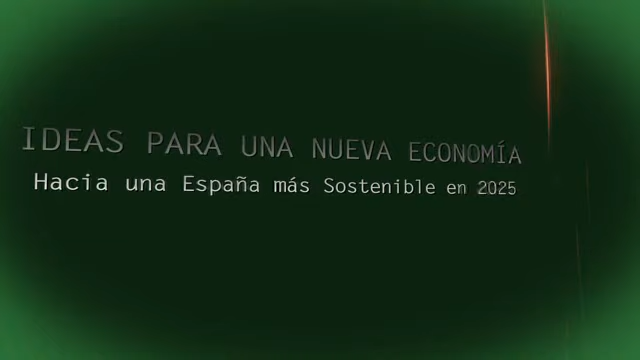 IDEAS PARA UNA NUEVA ECONOMÍA
Hacia una España más Sostenible en 2025